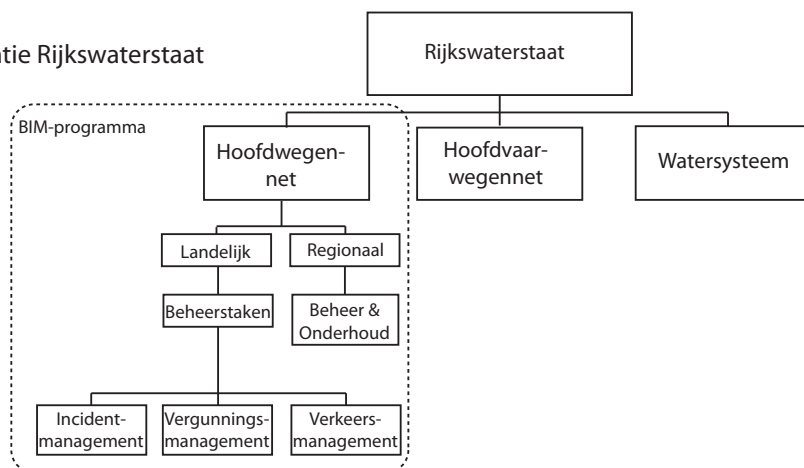 Rijkswaterstaat
Rijkswaterstaat
BIM-programma
Hoofdwegen-
net
Hoofdvaar-
wegennet
Watersysteem
Landelijk
Regionaal
Beheerstaken
Beheer &
Onderhoud
Incident-
management
Vergunnings-
management
Verkeers-
management